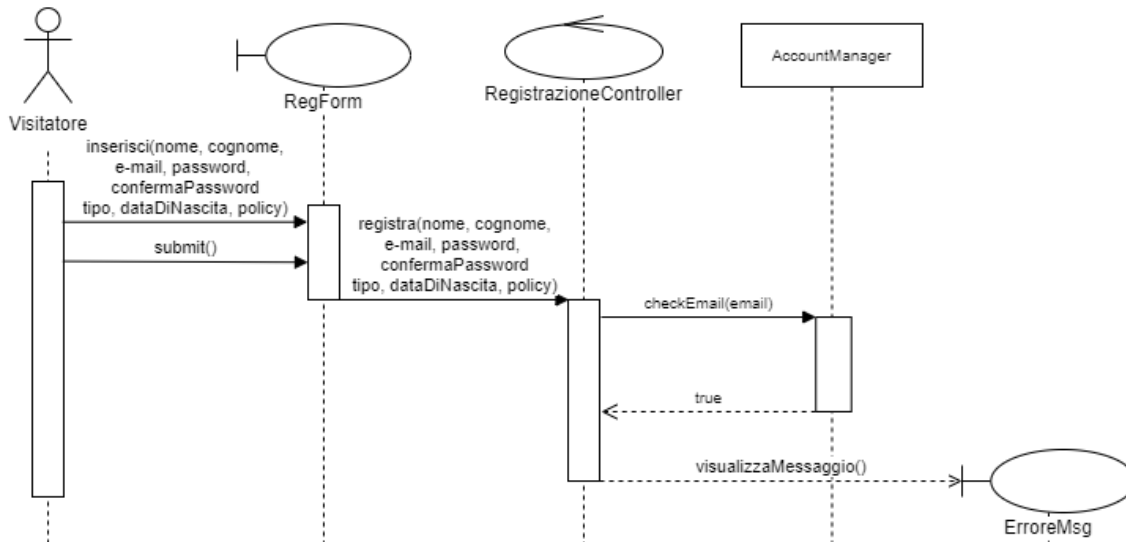 Visitatore
RegForm
RegistrazioneController
AccountManager
inserisci(nome, cognome,
e-mail, password,
confermaPassword
tipo, dataDiNascita, policy)
submit()
registra(nome, cognome,
e-mail, password,
confermaPassword
tipo, dataDiNascita, policy)
checkEmail(email)
true
visualizzaMessaggio()
ErroreMsg